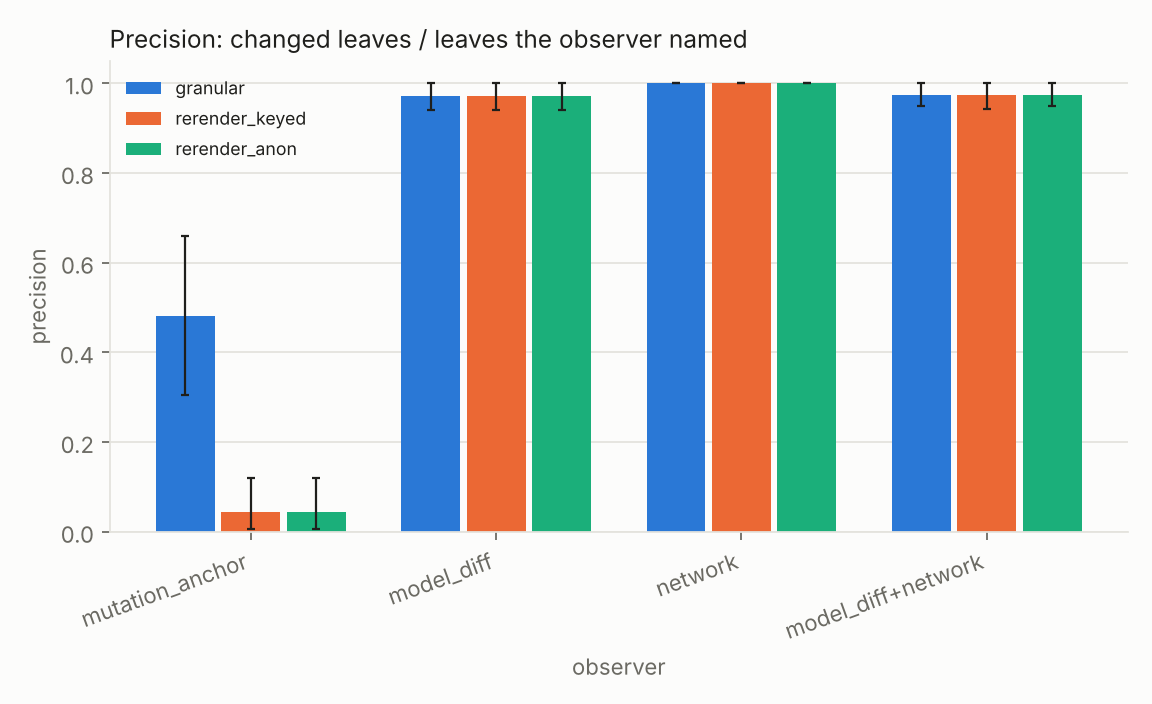 Precision: changed leaves / leaves the observer named
granular
rerender_keyed
rerender_anon
1.0
0.8
0.6
0.4
0.2
0.0
precision
mutation_anchor
model_diff
network
model_diff+network
observer